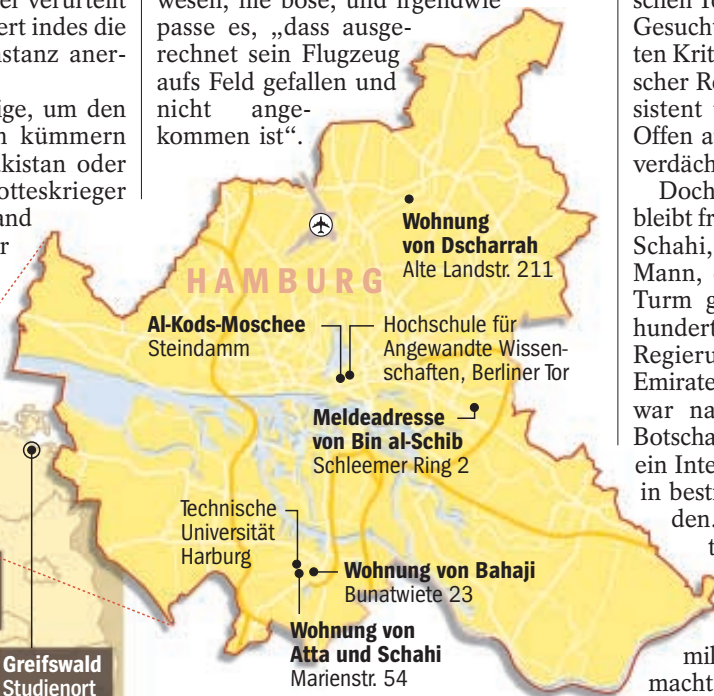 verurteilt
ert indes die
nstanz aner-
ige, um den
n kümmern
kistan oder
otteskrieger
and
r
wesen, nie böse, und irgendwie
passe es, „dass ausge-
rechnet sein Flugzeug
aufs Feld gefallen und
nicht ange-
kommen ist“.
HAMBURG
Wohnung
von Dscharrah
Alte Landstr. 211
Al-Kods-Moschee
Steindamm
Hochschule für
Angewandte Wissen-
schaften, Berliner Tor
Meldeadresse
von Bin al-Schib
Schleemer Ring 2
Technische
Universität
Harburg
Wohnung von Bahaji
Bunatwiete 23
Wohnung von
Atta und Schahi
Marienstr. 54
Greifswald
Studienort
schen
Gesucht
ten Krit
scher Re
sistent
Offen a
verdäch
Doch
bleibt fr
Schahi,
Mann,
Turm g
hundert
Regieru
Emirate
war na
Botscha
ein Inte
in besti
den.
t
mil
macht